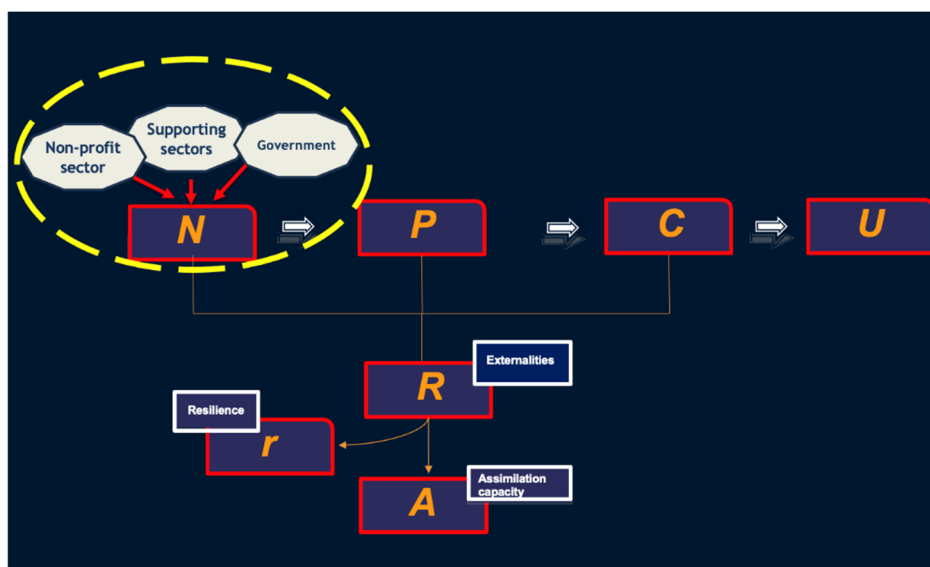 Non-profit
sector
Supporting
sectors
Government
N
P
C
U
R
Externalities
Resilience
r
A
Assimilation
capacity